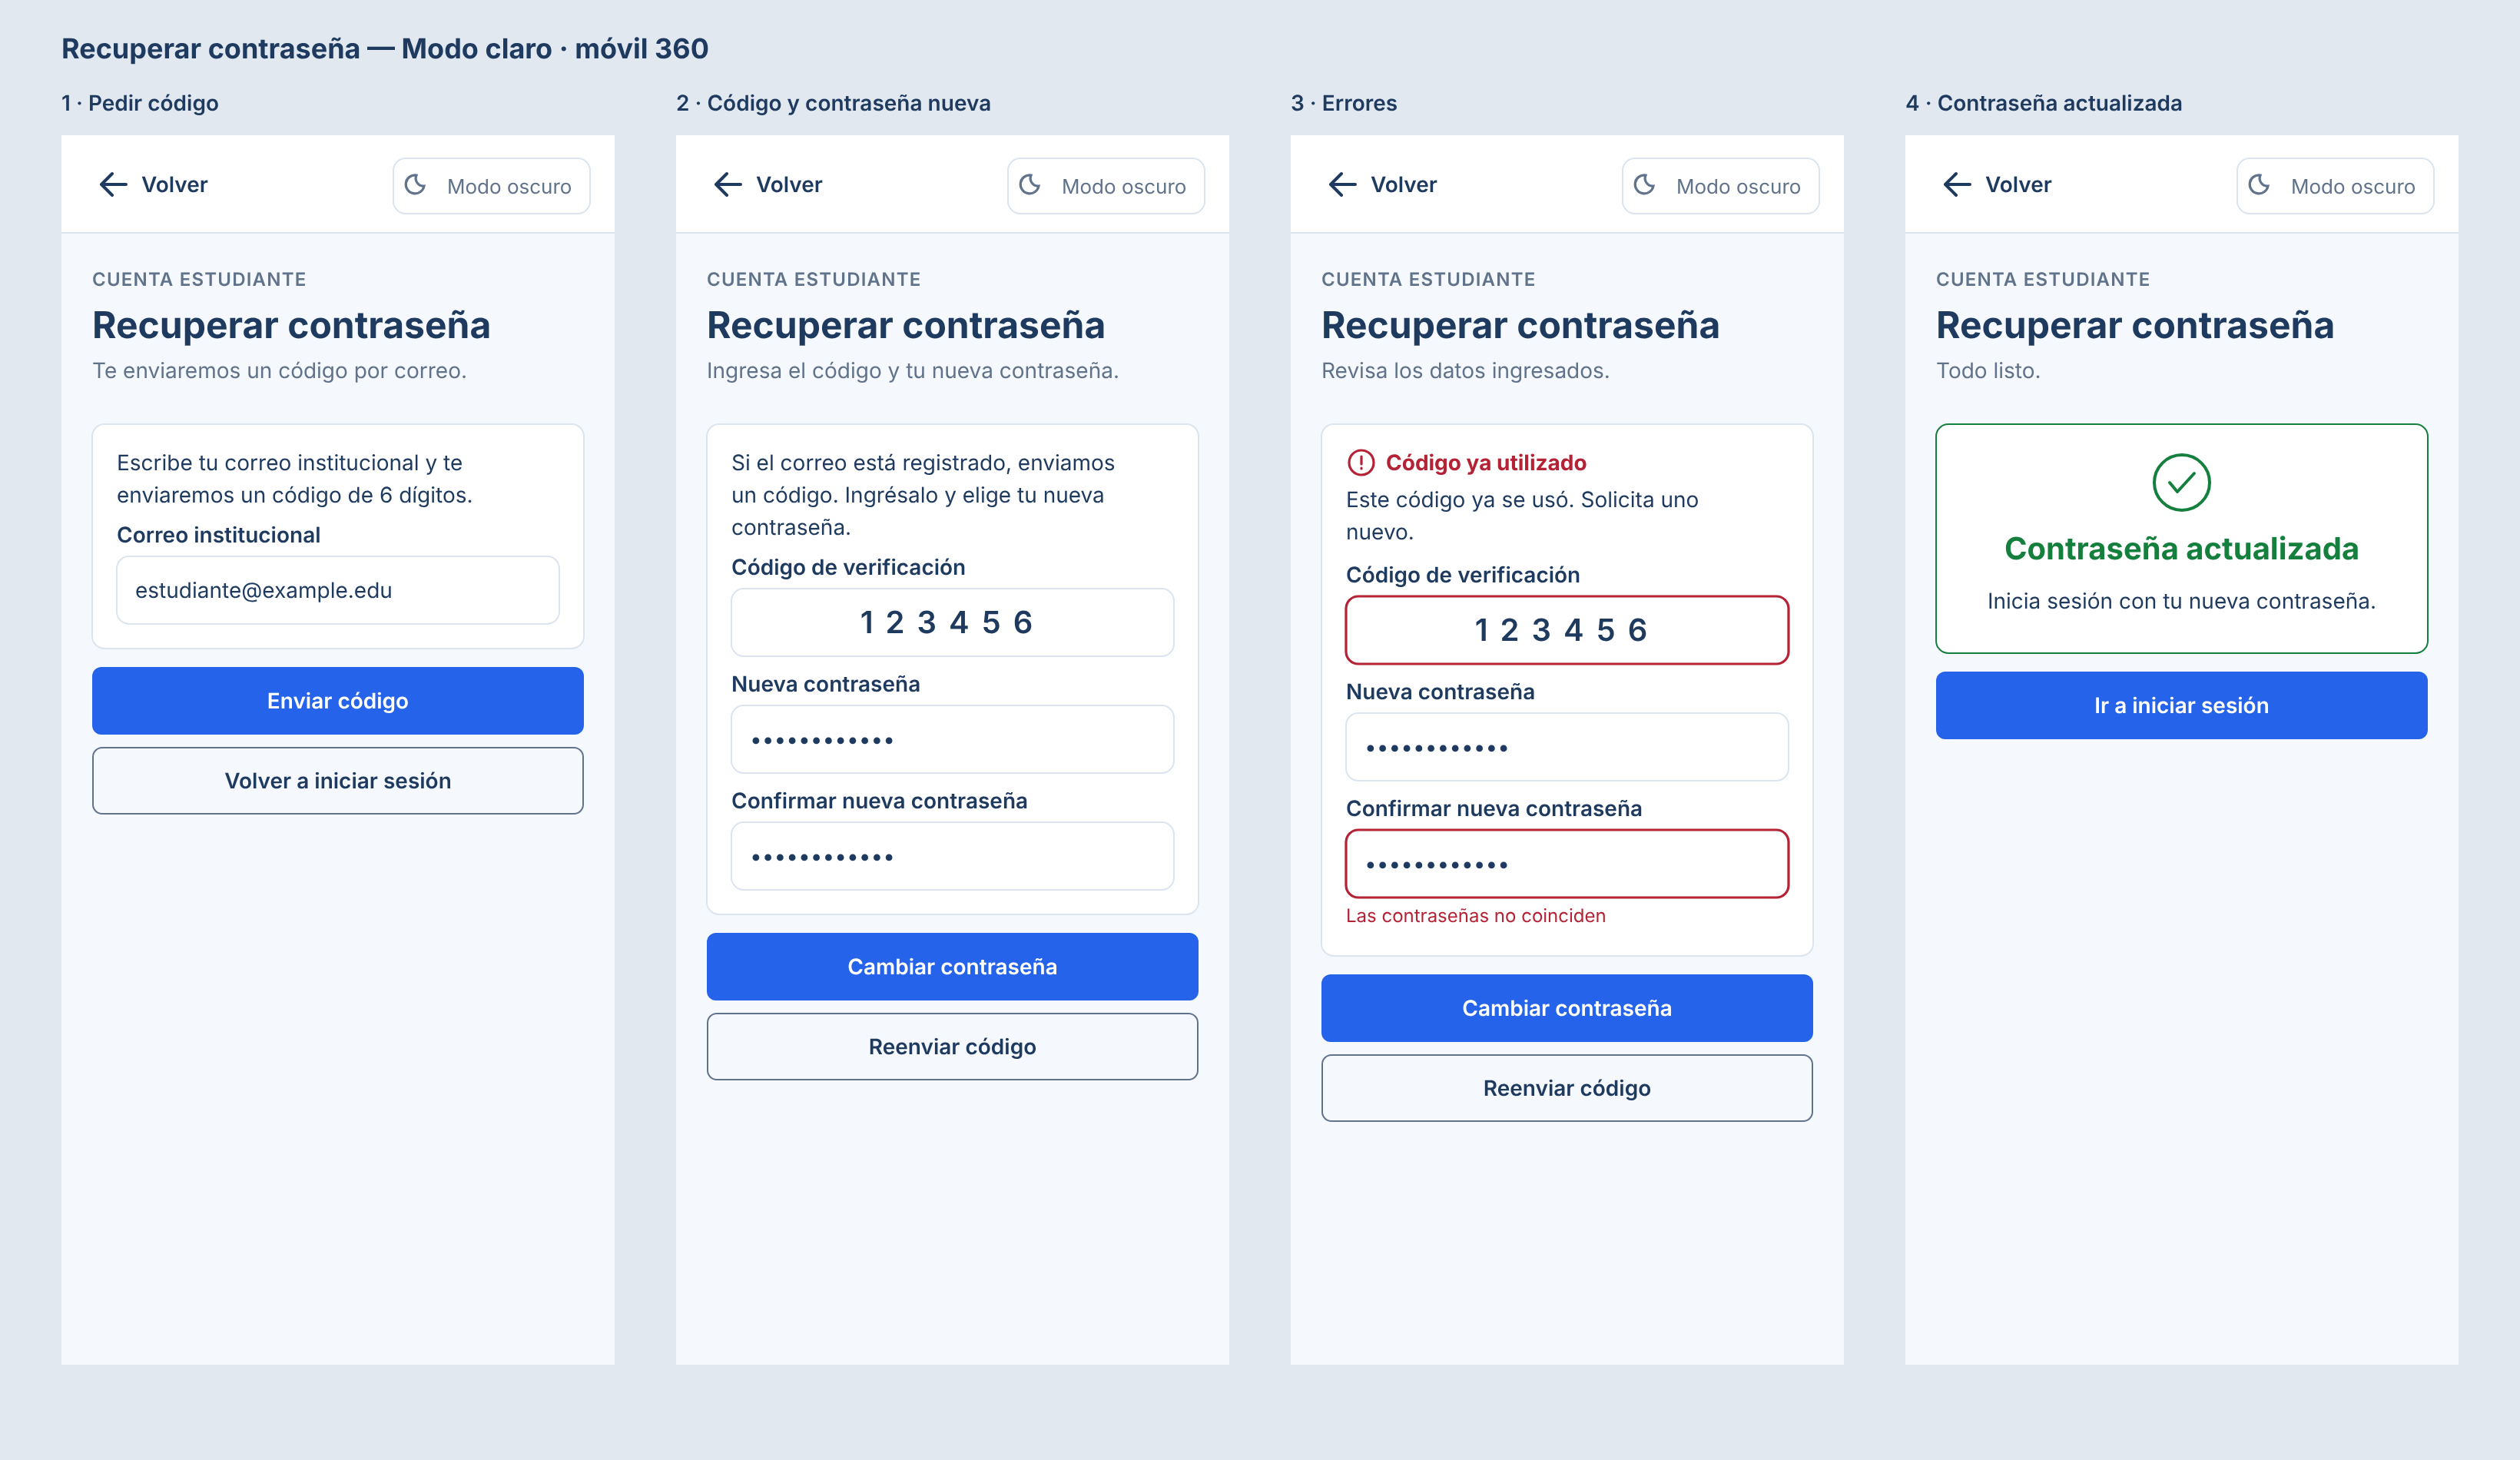 Recuperar contraseña — Modo claro · móvil 360
1 · Pedir código
Volver
Modo oscuro
CUENTA ESTUDIANTE
Recuperar contraseña
Te enviaremos un código por correo.
Escribe tu correo institucional y te
enviaremos un código de 6 dígitos.
Correo institucional
estudiante@example.edu
Enviar código
Volver a iniciar sesión
2 · Código y contraseña nueva
Volver
Modo oscuro
CUENTA ESTUDIANTE
Recuperar contraseña
Ingresa el código y tu nueva contraseña.
Si el correo está registrado, enviamos
un código. Ingrésalo y elige tu nueva
contraseña.
Código de verificación
1 2 3 4 5 6
Nueva contraseña
••••••••••••
Confirmar nueva contraseña
••••••••••••
Cambiar contraseña
Reenviar código
3 · Errores
Volver
Modo oscuro
CUENTA ESTUDIANTE
Recuperar contraseña
Revisa los datos ingresados.
Código ya utilizado
Este código ya se usó. Solicita uno
nuevo.
Código de verificación
1 2 3 4 5 6
Nueva contraseña
••••••••••••
Confirmar nueva contraseña
••••••••••••
Las contraseñas no coinciden
Cambiar contraseña
Reenviar código
4 · Contraseña actualizada
Volver
Modo oscuro
CUENTA ESTUDIANTE
Recuperar contraseña
Todo listo.
Contraseña actualizada
Inicia sesión con tu nueva contraseña.
Ir a iniciar sesión